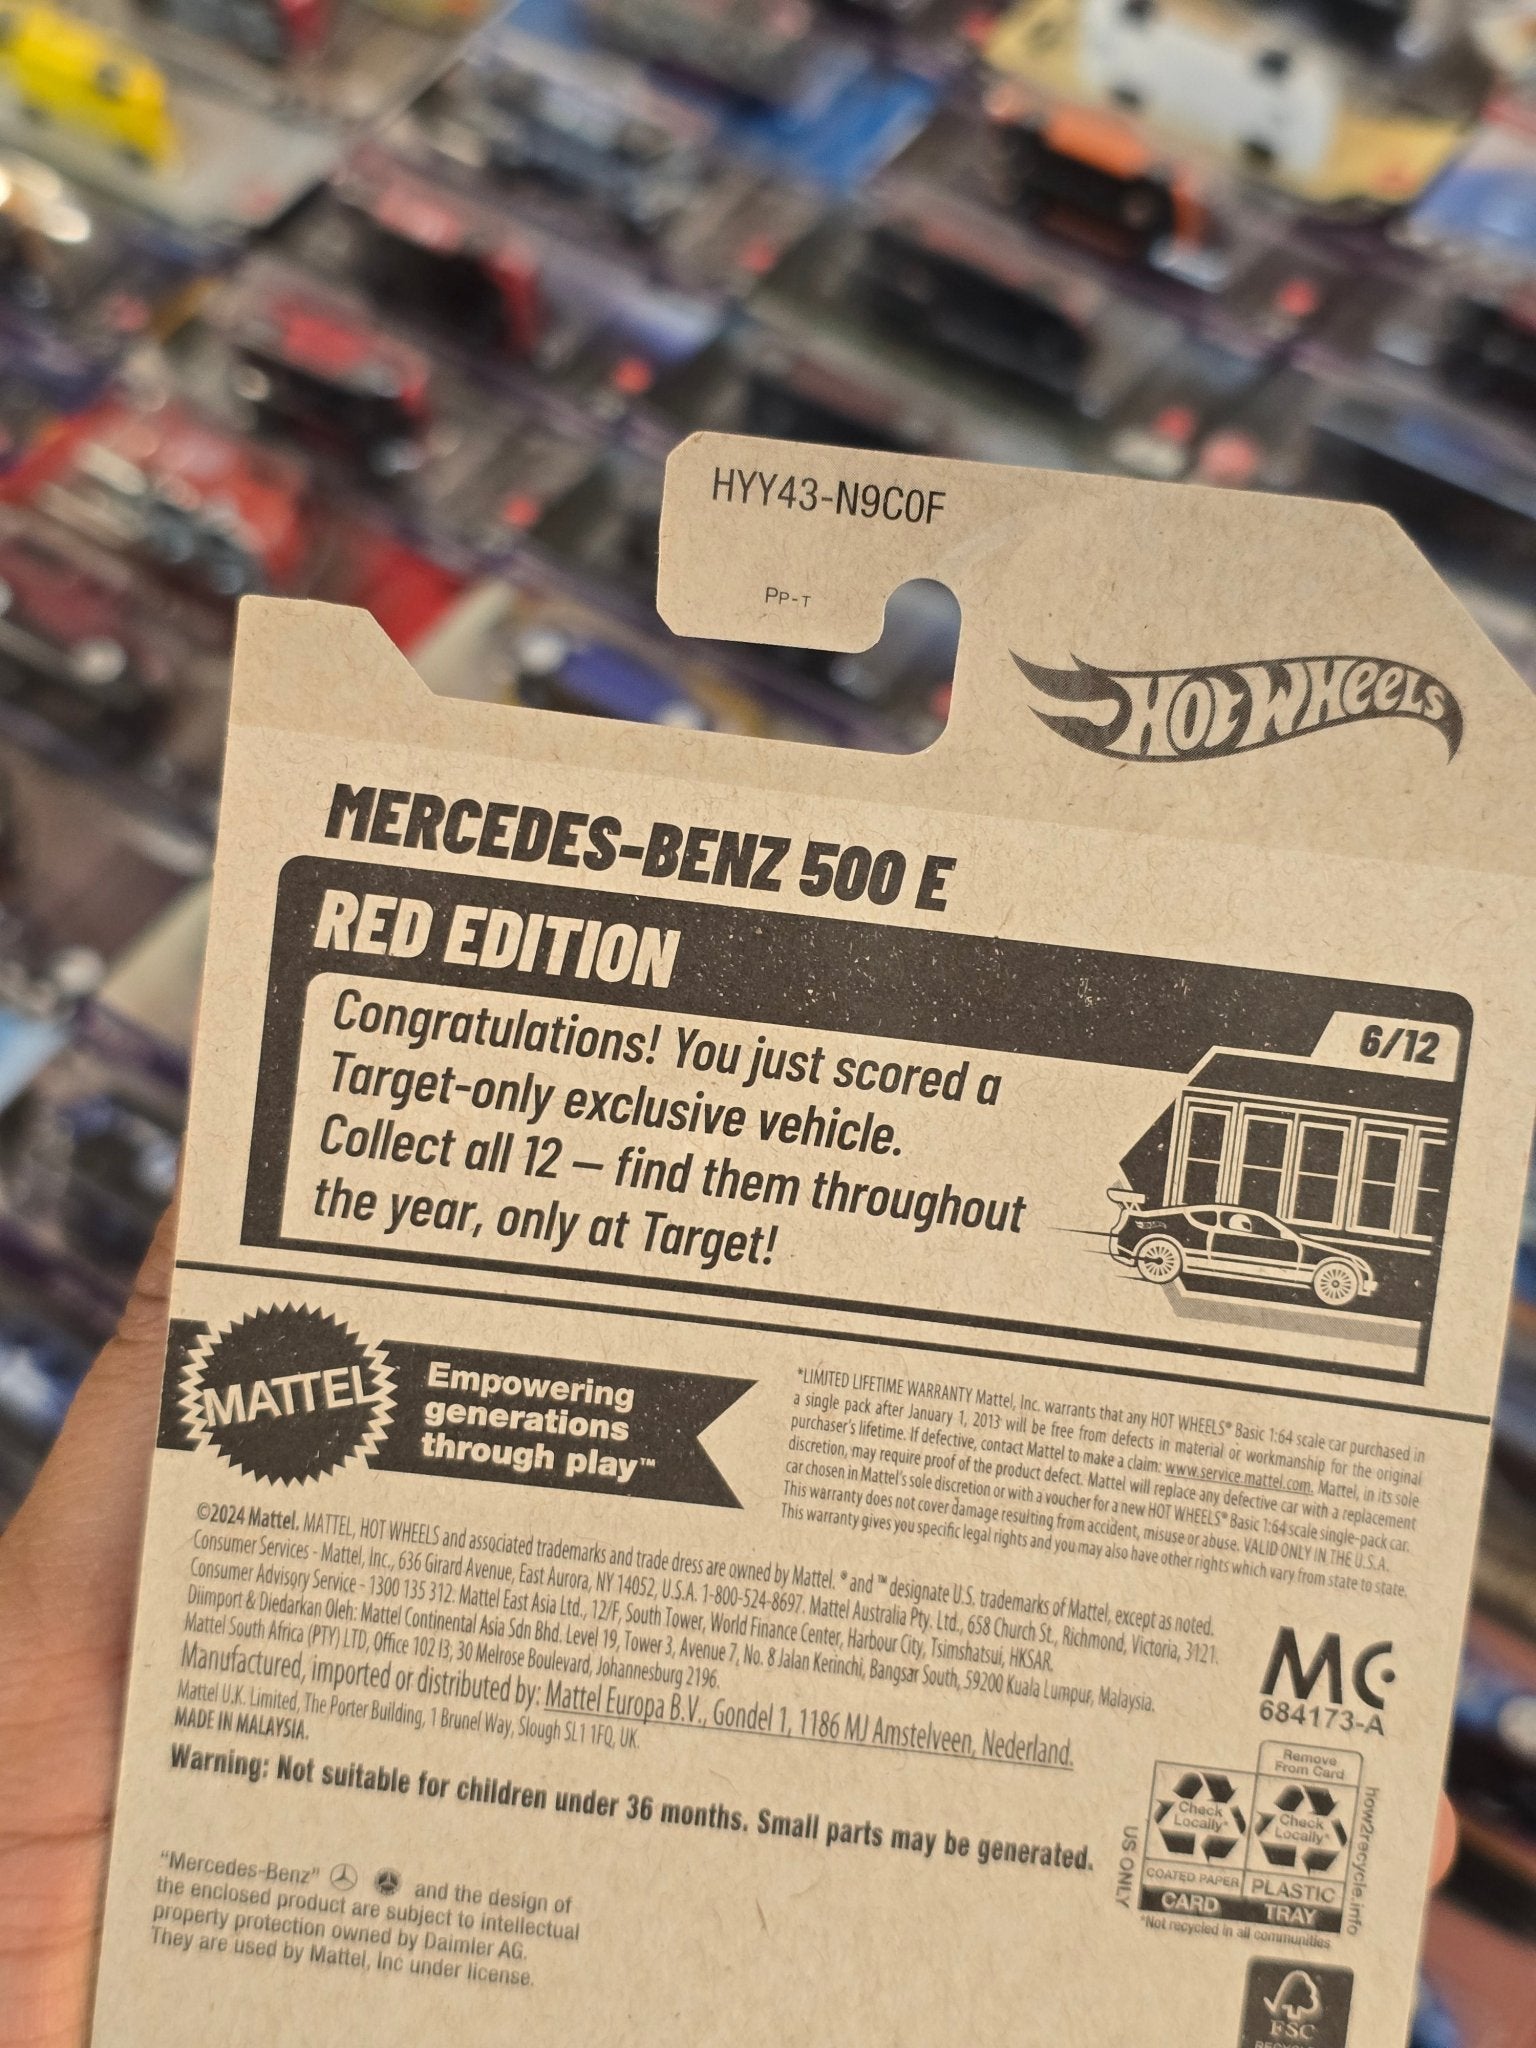 HYY43-N9C0F
PP-T
HOT WHEELS
MERCEDES-BENZ 500 E
RED EDITION
6/12
Congratulations! You just scored a
Target-only exclusive vehicle.
Collect all 12 – find them throughout
the year, only at Target!
MATTEL
Empowering
generations
through play™
*LIMITED LIFETIME WARRANTY Mattel, Inc. warrants that any HOT WHEELS® Basic 1:64 scale car purchased in
a single pack after January 1, 2013 will be free from defects in material or workmanship for the original
purchaser's lifetime. If defective, contact Mattel to make a claim: www.service.mattel.com. Mattel, in its sole
discretion, may require proof of the product defect. Mattel will replace any defective car with a replacement
car chosen in Mattel's sole discretion or with a voucher for a new HOT WHEELS® Basic 1:64 scale single-pack car.
This warranty does not cover damage resulting from accident, misuse or abuse. VALID ONLY IN THE U.S.A.
This warranty gives you specific legal rights and you may also have other rights which vary from state to state.
©2024 Mattel. MATTEL, HOT WHEELS and associated trademarks and trade dress are owned by Mattel. ® and ™ designate U.S. trademarks of Mattel, except as noted.
Consumer Services - Mattel, Inc., 636 Girard Avenue, East Aurora, NY 14052, U.S.A. 1-800-524-8697. Mattel Australia Pty. Ltd., 658 Church St., Richmond, Victoria, 3121.
Consumer Advisory Service - 1300 135 312. Mattel East Asia Ltd., 12/F, South Tower, World Finance Center, Harbour City, Tsimshatsui, HKSAR.
Diimport & Diedarkan Oleh: Mattel Continental Asia Sdn Bhd. Level 19, Tower 3, Avenue 7, No. 8 Jalan Kerinchi, Bangsar South, 59200 Kuala Lumpur, Malaysia.
Mattel South Africa (PTY) LTD, Office 102 I3, 30 Melrose Boulevard, Johannesburg 2196.
Manufactured, imported or distributed by: Mattel Europa B.V., Gondel 1, 1186 MJ Amstelveen, Nederland.
Mattel U.K. Limited, The Porter Building, 1 Brunel Way, Slough SL1 1FQ, UK.
MADE IN MALAYSIA.
Warning: Not suitable for children under 36 months. Small parts may be generated.
MC
684173-A
Remove
From Card
Check
Locally*
Check
Locally*
COATED PAPER
PLASTIC
CARD
TRAY
US ONLY
how2recycle.info
*Not recycled in all communities
"Mercedes-Benz" and the design of
the enclosed product are subject to intellectual
property protection owned by Daimler AG.
They are used by Mattel, Inc under license.
FSC